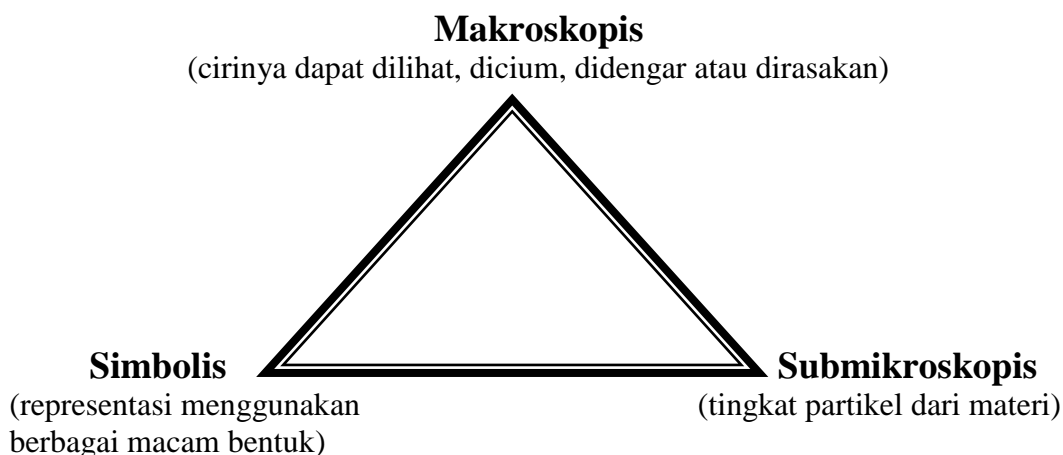 Makroskopis
(cirinya dapat dilihat, dicium, didengar atau dirasakan)
Simbolis
(representasi menggunakan
berbagai macam bentuk)
Submikroskopis
(tingkat partikel dari materi)